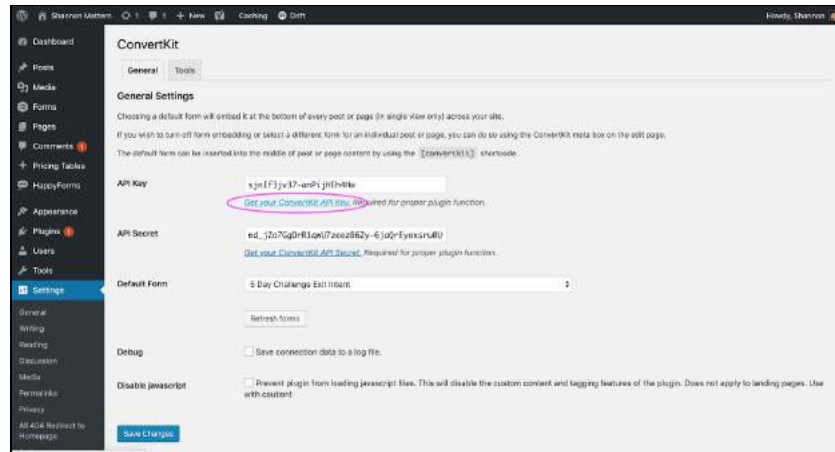 Shannon Mattern 1 1 + New Caching Drift Howdy, Shannon
Dashboard
Posts
Media
Forms
Pages
Comments 1
Pricing Tables
HappyForms
Appearance
Plugins 1
Users
Tools
Settings
General
Writing
Reading
Discussion
Media
Permalinks
Privacy
All 404 Redirect to
Homepage
ConvertKit
General Tools
General Settings
Choosing a default form will embed it at the bottom of every post or page (in single view only) across your site.
If you wish to turn off form embedding or select a different form for an individual post or page, you can do so using the ConvertKit meta box on the edit page.
The default form can be inserted into the middle of post or page content by using the [convertkit] shortcode.
API Key
Get your ConvertKit API Key. Required for proper plugin function.
API Secret
Get your ConvertKit API Secret. Required for proper plugin function.
Default Form 6 Day Challenge Exit Intent
Refresh forms
Debug Save connection data to a log file.
Disable javascript Prevent plugin from loading javascript files. This will disable the custom content and tagging features of the plugin. Does not apply to landing pages. Use
with caution!
Save Changes